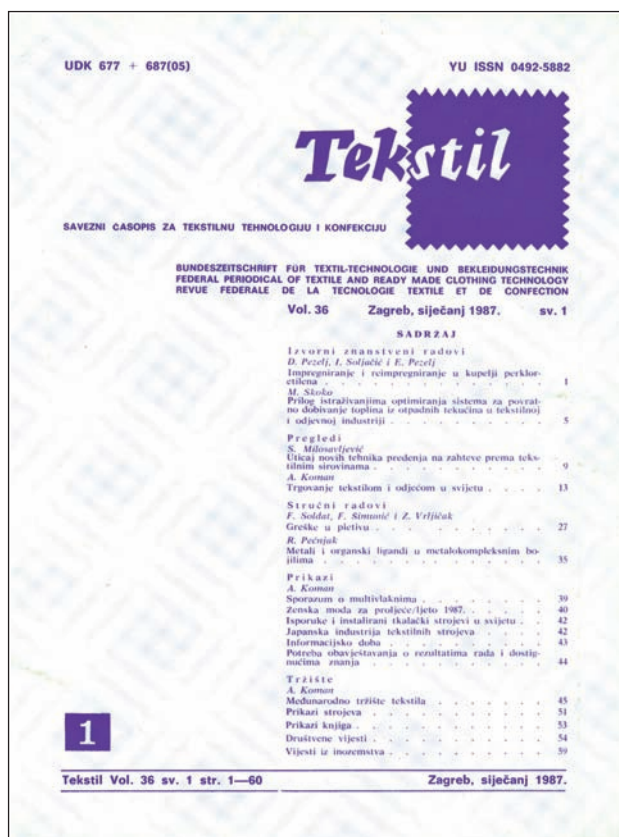 UDK 677 + 687(05) YU ISSN 0492-5882
Tekstil
SAVEZNI ČASOPIS ZA TEKSTILNU TEHNOLOGIJU I KONFEKCIJU
BUNDESZEITSCHRIFT FÜR TEXTIL-TECHNOLOGIE UND BEKLEIDUNGSTECHNIK
FEDERAL PERIODICAL OF TEXTILE AND READY MADE CLOTHING TECHNOLOGY
REVUE FEDERALE DE LA TECNOLOGIE TEXTILE ET DE CONFECTION
Vol. 36 Zagreb, siječanj 1987. sv. 1
SADRŽAJ
Izvorni znanstveni radovi
D. Pezelj, I. Soljačić i E. Pezelj
Impregniranje i reimpregniranje u kupelji perklor-
etilena . . . . . . . . . . . . 1
M. Skoko
Prilog istraživanjima optimiranja sistema za povrat-
no dobivanje toplina iz otpadnih tekućina u tekstilnoj
i odjevnoj industriji . . . . . . . . 5
Pregledi
S. Milosavljević
Uticaj novih tehnika predenja na zahteve prema teks-
tilnim sirovinama . . . . . . . . . 9
A. Koman
Trgovanje tekstilom i odjećom u svijetu . . . . 13
Stručni radovi
F. Soldat, F. Simunić i Z. Vrljičak
Greške u pletivu . . . . . . . . . . 27
R. Pečnjak
Metali i organski ligandi u metalokompleksnim bo-
jilima . . . . . . . . . . . . . 35
Prikazi
A. Koman
Sporazum o multivlaknima . . . . . . . 39
Ženska moda za proljeće/ljeto 1987. . . . . . 40
Isporuke i instalirani tkalački strojevi u svijetu . . 42
Japanska industrija tekstilnih strojeva . . . . 42
Informacijsko doba . . . . . . . . . 43
Potreba obavještavanja o rezultatima rada i dostig-
nućima znanja . . . . . . . . . . 44
Tržište
A. Koman
Međunarodno tržište tekstila . . . . . . . 45
Prikazi strojeva . . . . . . . . . . 51
Prikazi knjiga . . . . . . . . . . . 53
Društvene vijesti . . . . . . . . . . 54
Vijesti iz inozemstva . . . . . . . . . 59
1
Tekstil Vol. 36 sv. 1 str. 1—60 Zagreb, siječanj 1987.